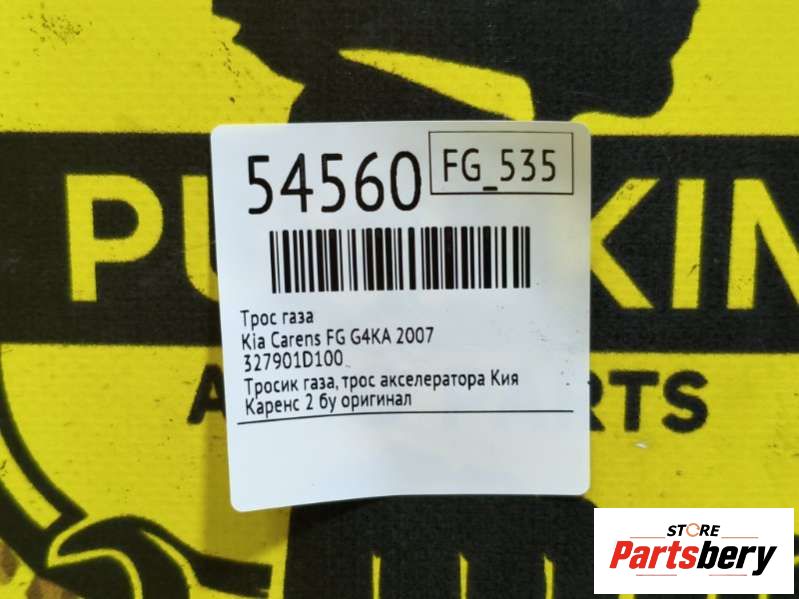 54560
FG_535
Трос газа
Kia Carens FG G4KA 2007
327901D100
Тросик газа, трос акселератора Кия
Каренс 2 бу оригинал
STORE
Partsbery